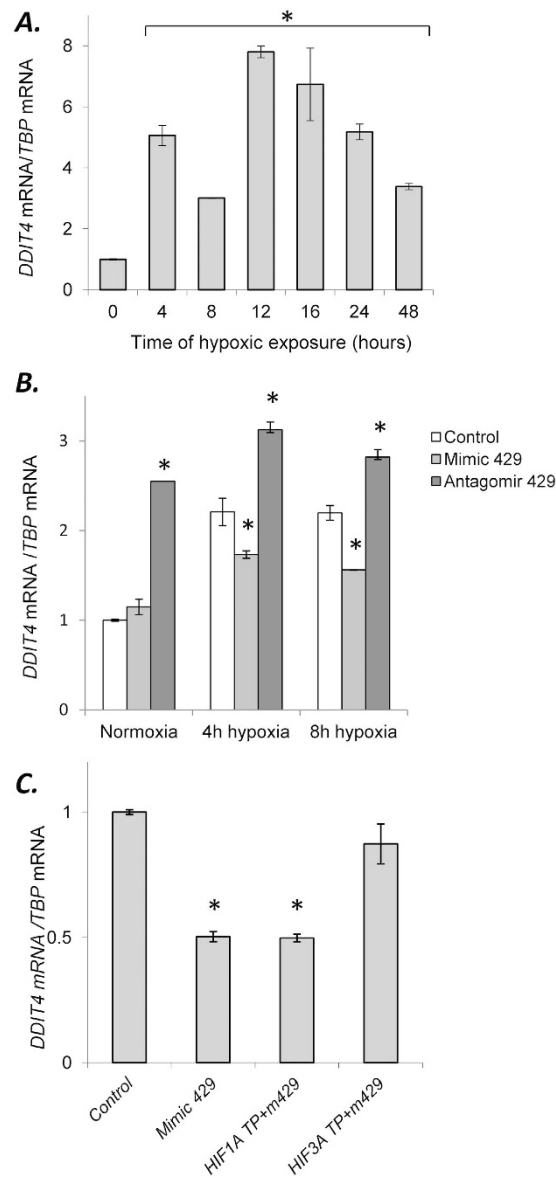 A.
*
DDIT4 mRNA/TBP mRNA
8
6
4
2
0
0 4 8 12 16 24 48
Time of hypoxic exposure (hours)
B.
DDIT4 mRNA /TBP mRNA
3
2
1
0
*
* *
* *
Control
Mimic 429
Antagomir 429
Normoxia 4h hypoxia 8h hypoxia
C.
DDIT4 mRNA /TBP mRNA
1
0.5
0
* *
Control
Mimic 429
HIF1A TP+m429
HIF3A TP+m429